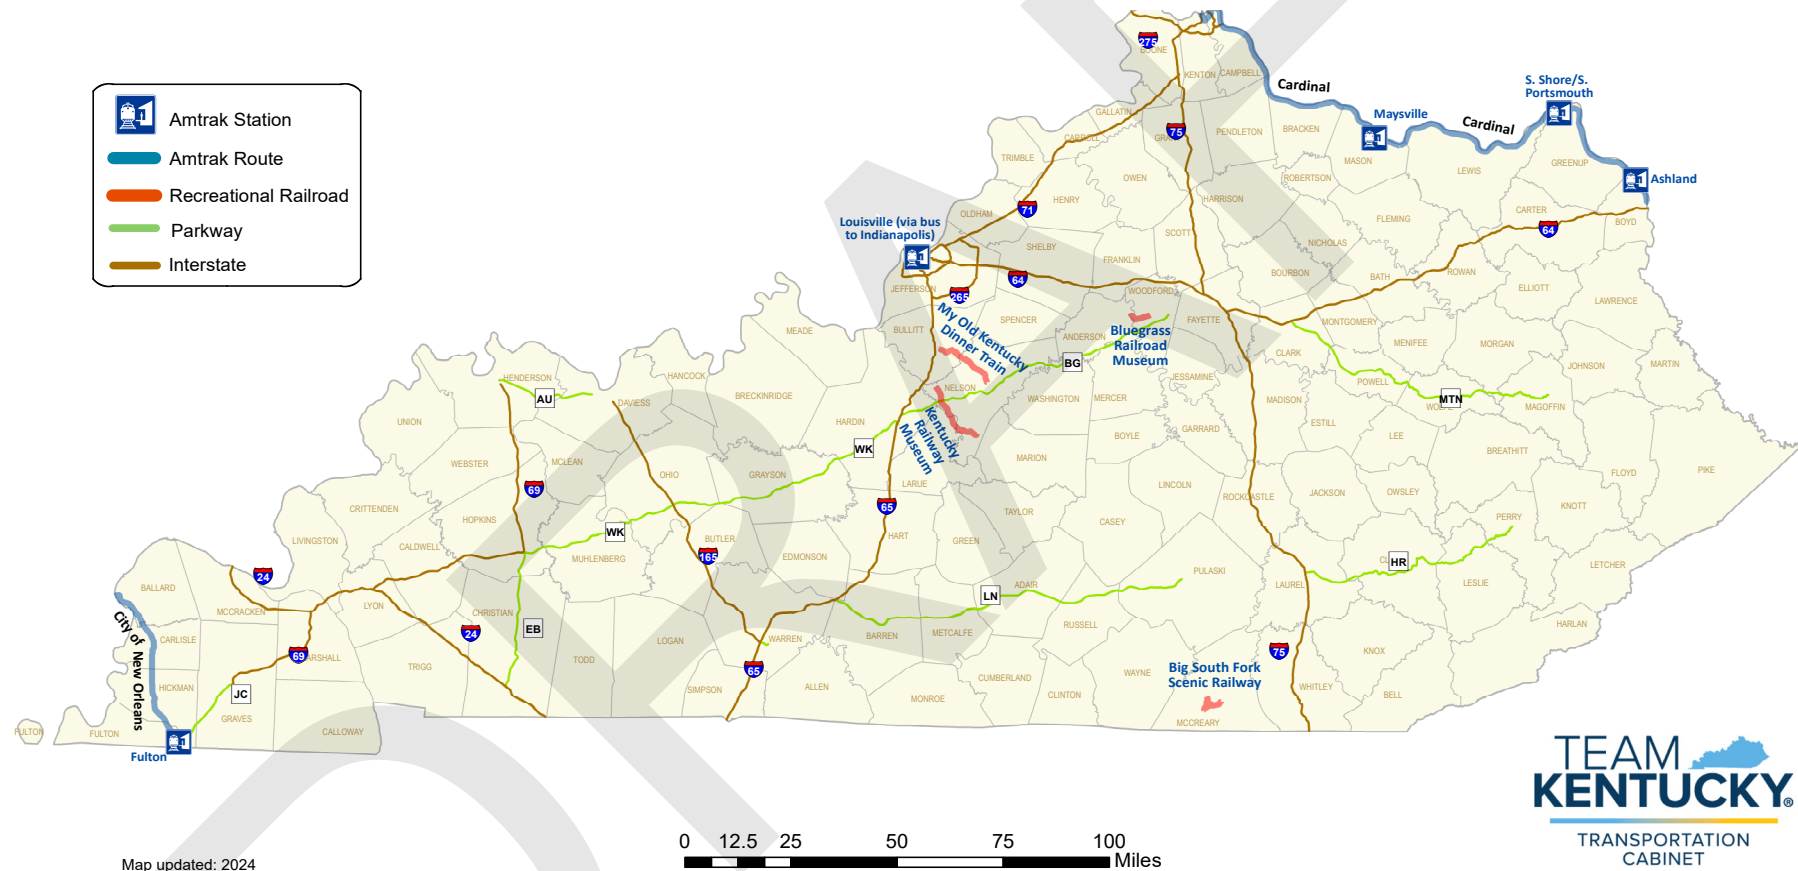 Amtrak Station
Amtrak Route
Recreational Railroad
Parkway
Interstate
275
BOONE
KENTON
CAMPBELL
Cardinal
Maysville
Cardinal
S. Shore/S.
Portsmouth
Ashland
GALLATIN
CARROLL
75
PENDLETON
BRACKEN
MASON
LEWIS
GREENUP
TRIMBLE
OWEN
ROBERTSON
HENRY
HARRISON
FLEMING
CARTER
BOYD
71
OLDHAM
64
Louisville (via bus
to Indianapolis)
SHELBY
SCOTT
NICHOLAS
FRANKLIN
BOURBON
BATH
ROWAN
ELLIOTT
LAWRENCE
JEFFERSON
265
64
WOODFORD
FAYETTE
MONTGOMERY
MENIFEE
MORGAN
JOHNSON
MARTIN
MEADE
BULLITT
SPENCER
ANDERSON
My Old Kentucky
Dinner Train
Bluegrass
Railroad
Museum
BG
CLARK
POWELL
MTN
MAGOFFIN
HENDERSON
AU
HANCOCK
DAVIESS
BRECKINRIDGE
NELSON
WASHINGTON
MERCER
JESSAMINE
MADISON
ESTILL
LEE
BREATHITT
FLOYD
PIKE
UNION
HARDIN
WK
Kentucky
Railway
Museum
BOYLE
GARRARD
WEBSTER
MCLEAN
OHIO
GRAYSON
LARUE
MARION
LINCOLN
ROCKCASTLE
JACKSON
OWSLEY
KNOTT
PERRY
69
65
CRITTENDEN
HOPKINS
WK
165
BUTLER
EDMONSON
HART
GREEN
TAYLOR
CASEY
LIVINGSTON
CALDWELL
MUHLENBERG
HR
LETCHER
LESLIE
BALLARD
24
MCCRACKEN
LYON
CHRISTIAN
LN
ADAIR
PULASKI
LAUREL
City of New Orleans
CARLISLE
24
EB
LOGAN
WARREN
BARREN
METCALFE
RUSSELL
HARLAN
69
TRIGG
TODD
65
75
KNOX
Big South Fork
Scenic Railway
WAYNE
HICKMAN
JC
SIMPSON
ALLEN
MONROE
CUMBERLAND
CLINTON
WHITLEY
BELL
GRAVES
FULTON
FULTON
CALLOWAY
MCCREARY
Fulton
TEAM
KENTUCKY®
TRANSPORTATION
CABINET
0 12.5 25 50 75 100
Miles
Map updated: 2024